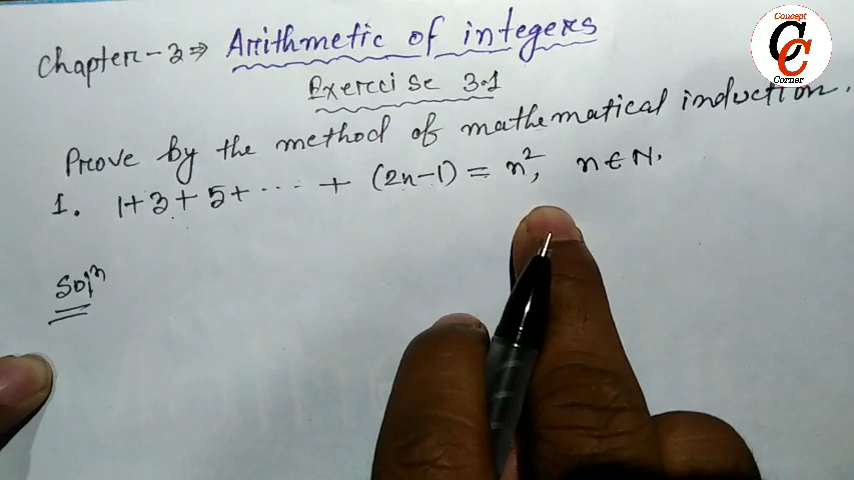 Chapter-3⇒ Arithmetic of integers
Exercise 3.1
Prove by the method of mathematical induction.
1. 1+3+5+ ··· + (2n-1) = n², n∈N.
Solⁿ
Concept
CC
Corner